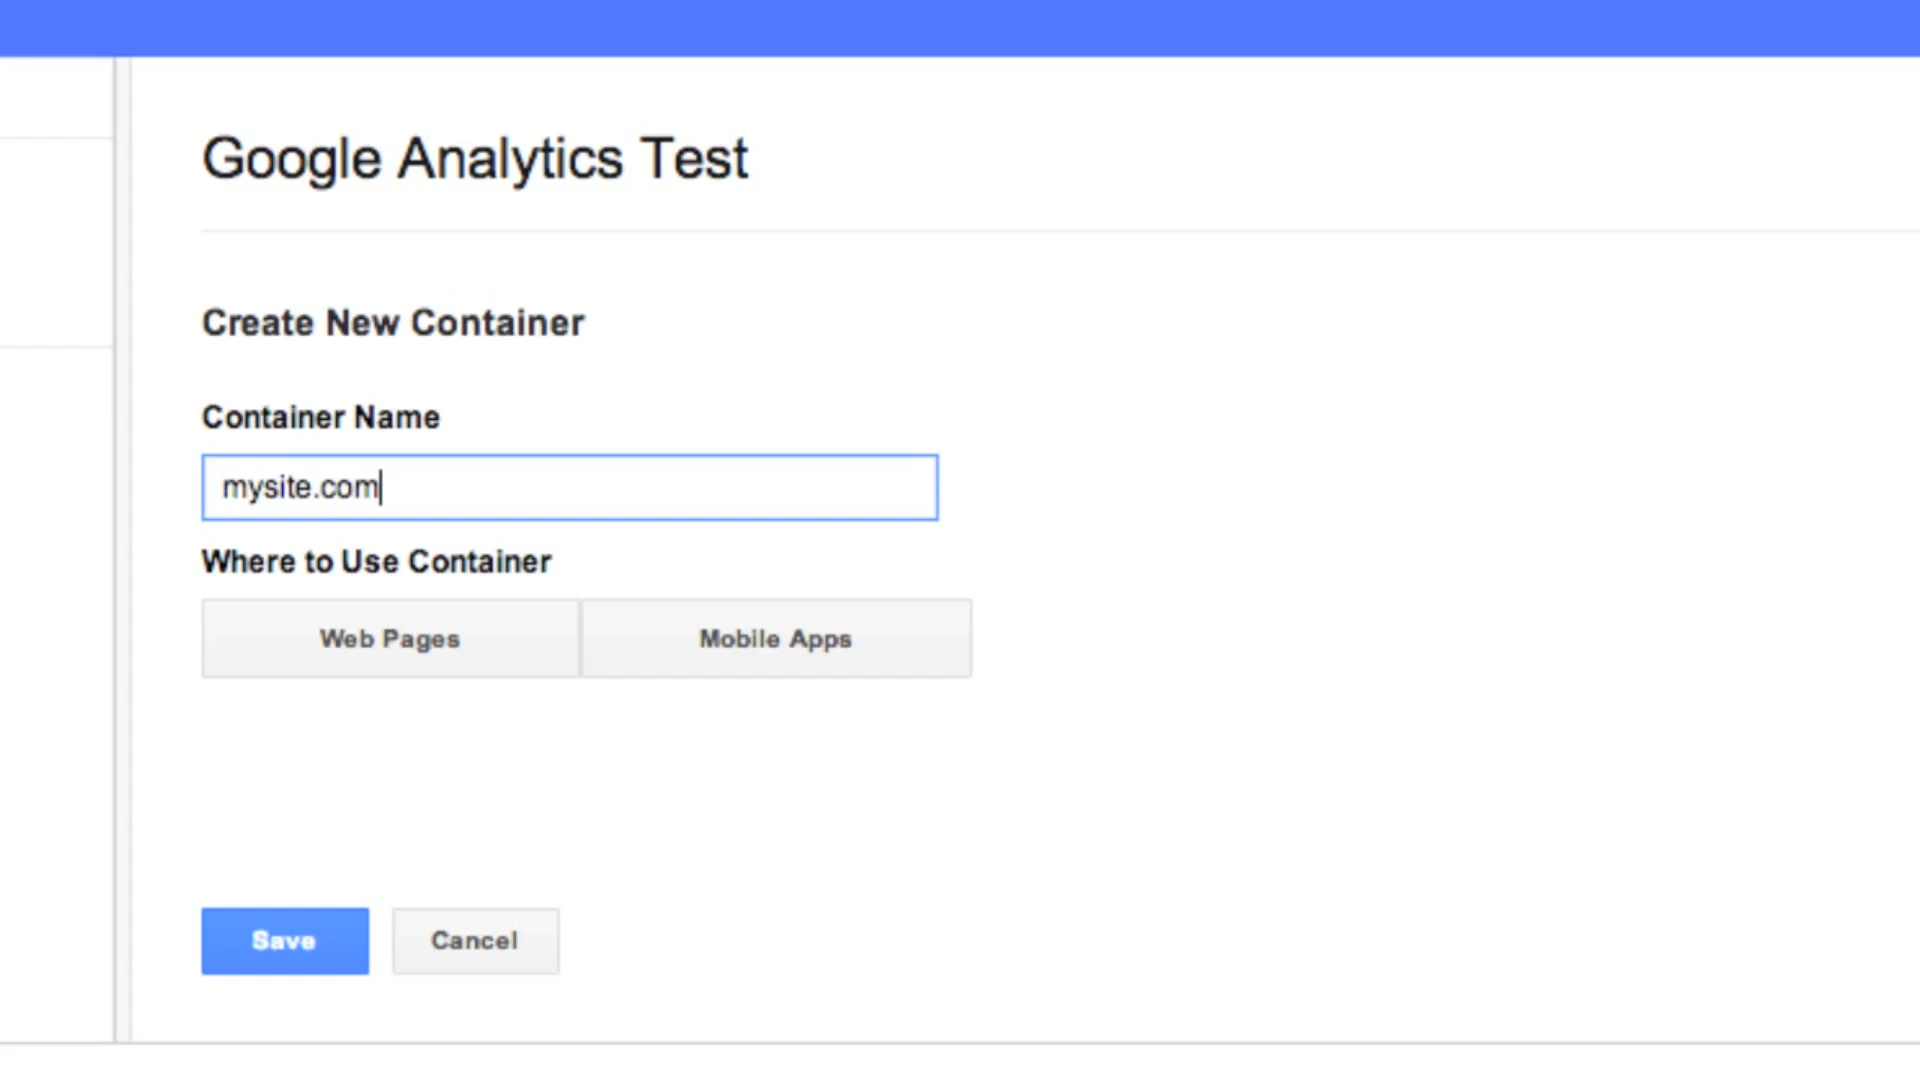 Google Analytics Test
Create New Container
Container Name
mysite.com
Where to Use Container
Web Pages Mobile Apps
Save Cancel